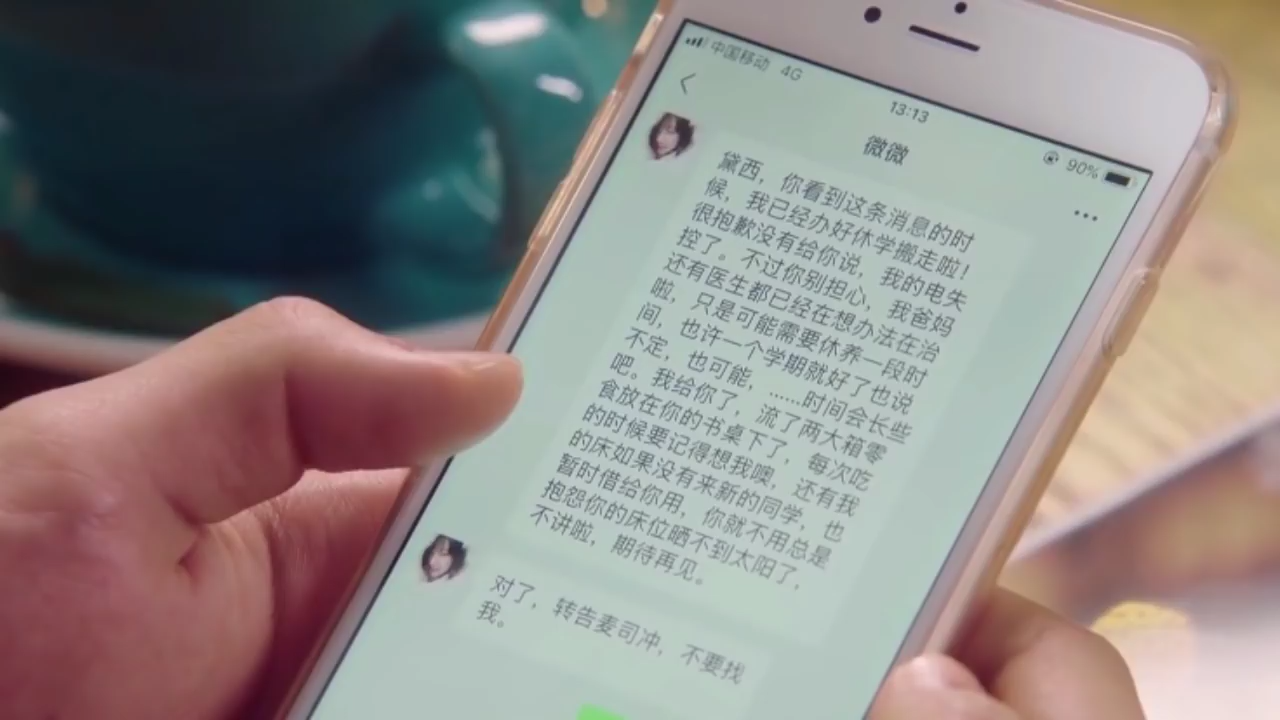 中国移动 4G
13:13
90%
微微
黛西，你看到这条消息的时
候，我已经办好休学搬走啦！
很抱歉没有给你说，我的电失
控了。不过你别担心，我爸妈
还有医生都已经在想办法在治
啦，只是可能需要休养一段时
间，也许一个学期就好了也说
不定，也可能，……时间会长些
吧。我给你了，流了两大箱零
食放在你的书桌下了，每次吃
的时候要记得想我噢，还有我
的床如果没有来新的同学，也
暂时借给你用，你就不用总是
抱怨你的床位晒不到太阳了，
不讲啦，期待再见。
对了，转告麦司冲，不要找
我。